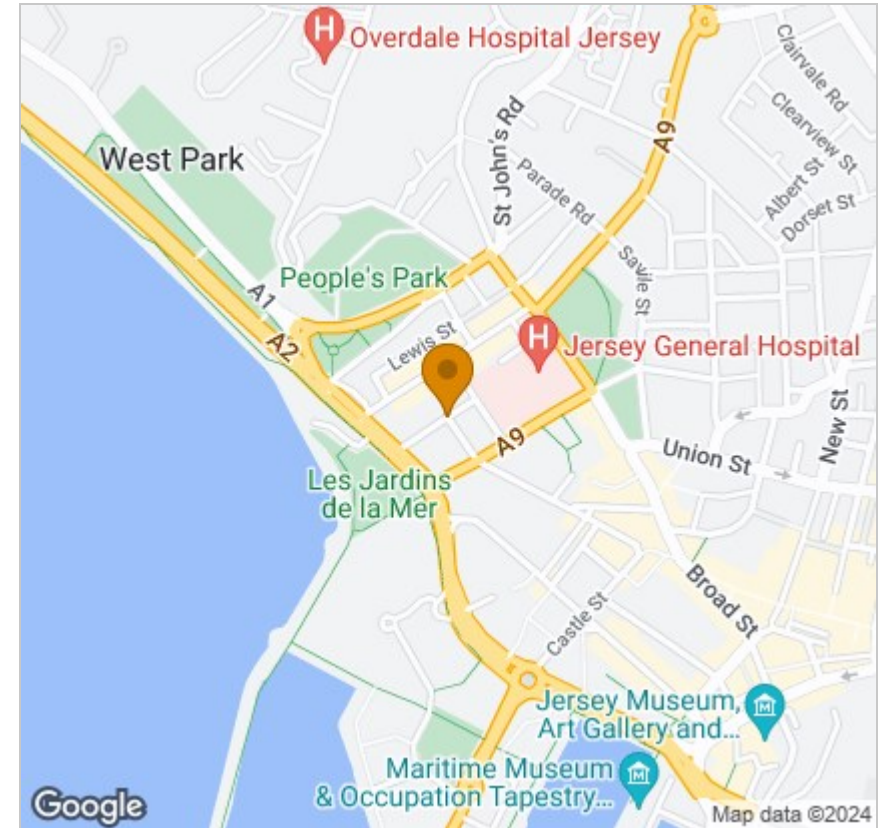 H
Overdale Hospital Jersey
Clairvale Rd
Clearview St
A9
West Park
St John's Rd
Parade Rd
Albert St
Dorset St
Savile St
People's Park
A1
A2
Lewis St
H
Jersey General Hospital
New St
A9
Union St
Les Jardins
de la Mer
Broad St
Castle St
Jersey Museum,
Art Gallery and...
M
Maritime Museum
& Occupation Tapestry...
M
Google
Map data ©2024